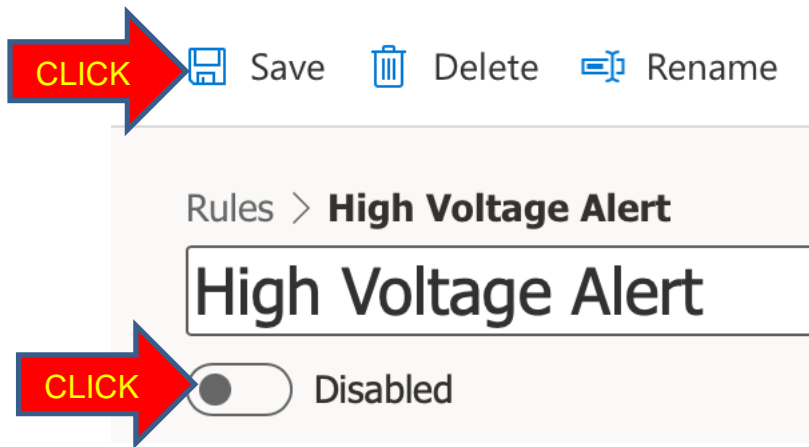 CLICK Save Delete Rename
Rules > High Voltage Alert
High Voltage Alert
CLICK Disabled